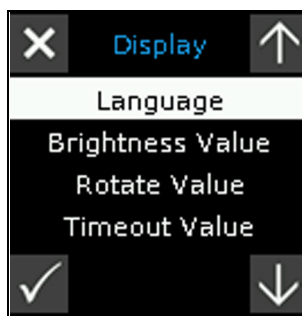 Display
Language
Brightness Value
Rotate Value
Timeout Value